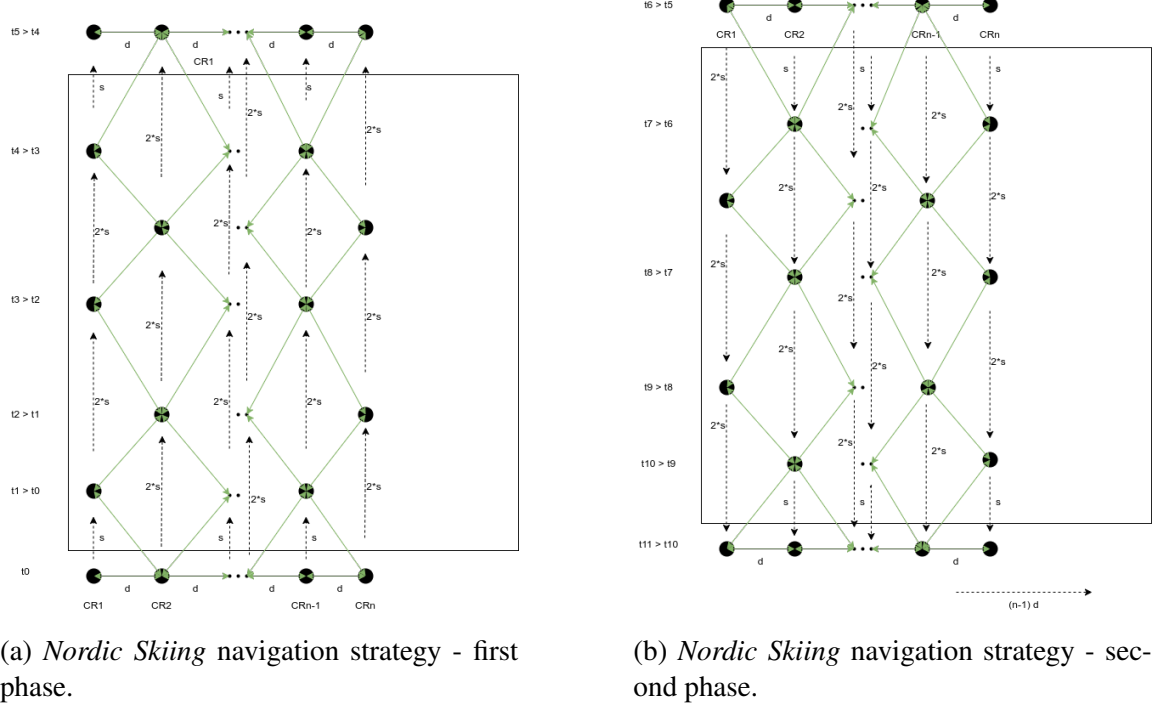 t5 > t4
d
d
d
d
CR1
s
s
s
2*s
2*s
2*s
t4 > t3
2*s
2*s
2*s
t3 > t2
2*s
2*s
2*s
2*s
2*s
2*s
t2 > t1
2*s
2*s
2*s
t1 > t0
s
s
s
t0
d
d
d
d
CR1
CR2
CRn-1
CRn
(a) Nordic Skiing navigation strategy - first
phase.
t6 > t5
d
d
CR1
CR2
CRn-1
CRn
2*s
s
s
s
2*s
2*s
t7 > t6
2*s
2*s
2*s
2*s
2*s
t8 > t7
2*s
2*s
2*s
2*s
t9 > t8
2*s
2*s
2*s
t10 > t9
s
s
s
t11 > t10
d
d
(n-1) d
(b) Nordic Skiing navigation strategy - sec-
ond phase.